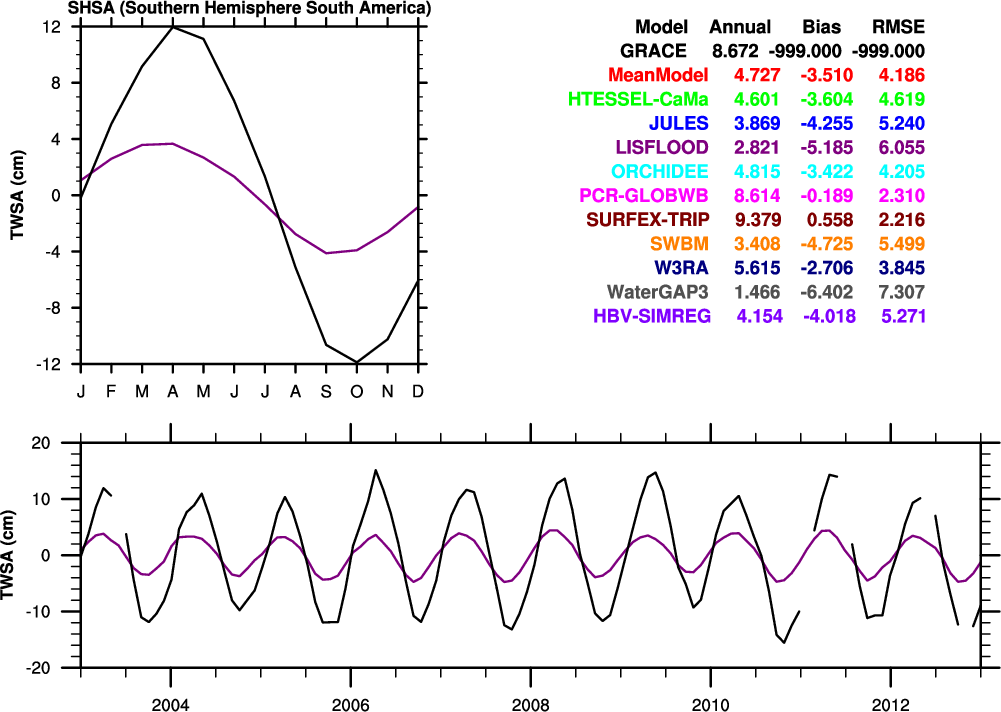 SHSA (Southern Hemisphere South America)
12
8
4
0
-4
-8
-12
TWSA (cm)
J F M A M J J A S O N D
Model Annual Bias RMSE
GRACE 8.672 -999.000 -999.000
MeanModel 4.727 -3.510 4.186
HTESSEL-CaMa 4.601 -3.604 4.619
JULES 3.869 -4.255 5.240
LISFLOOD 2.821 -5.185 6.055
ORCHIDEE 4.815 -3.422 4.205
PCR-GLOBWB 8.614 -0.189 2.310
SURFEX-TRIP 9.379 0.558 2.216
SWBM 3.408 -4.725 5.499
W3RA 5.615 -2.706 3.845
WaterGAP3 1.466 -6.402 7.307
HBV-SIMREG 4.154 -4.018 5.271
20
10
0
-10
-20
TWSA (cm)
2004 2006 2008 2010 2012